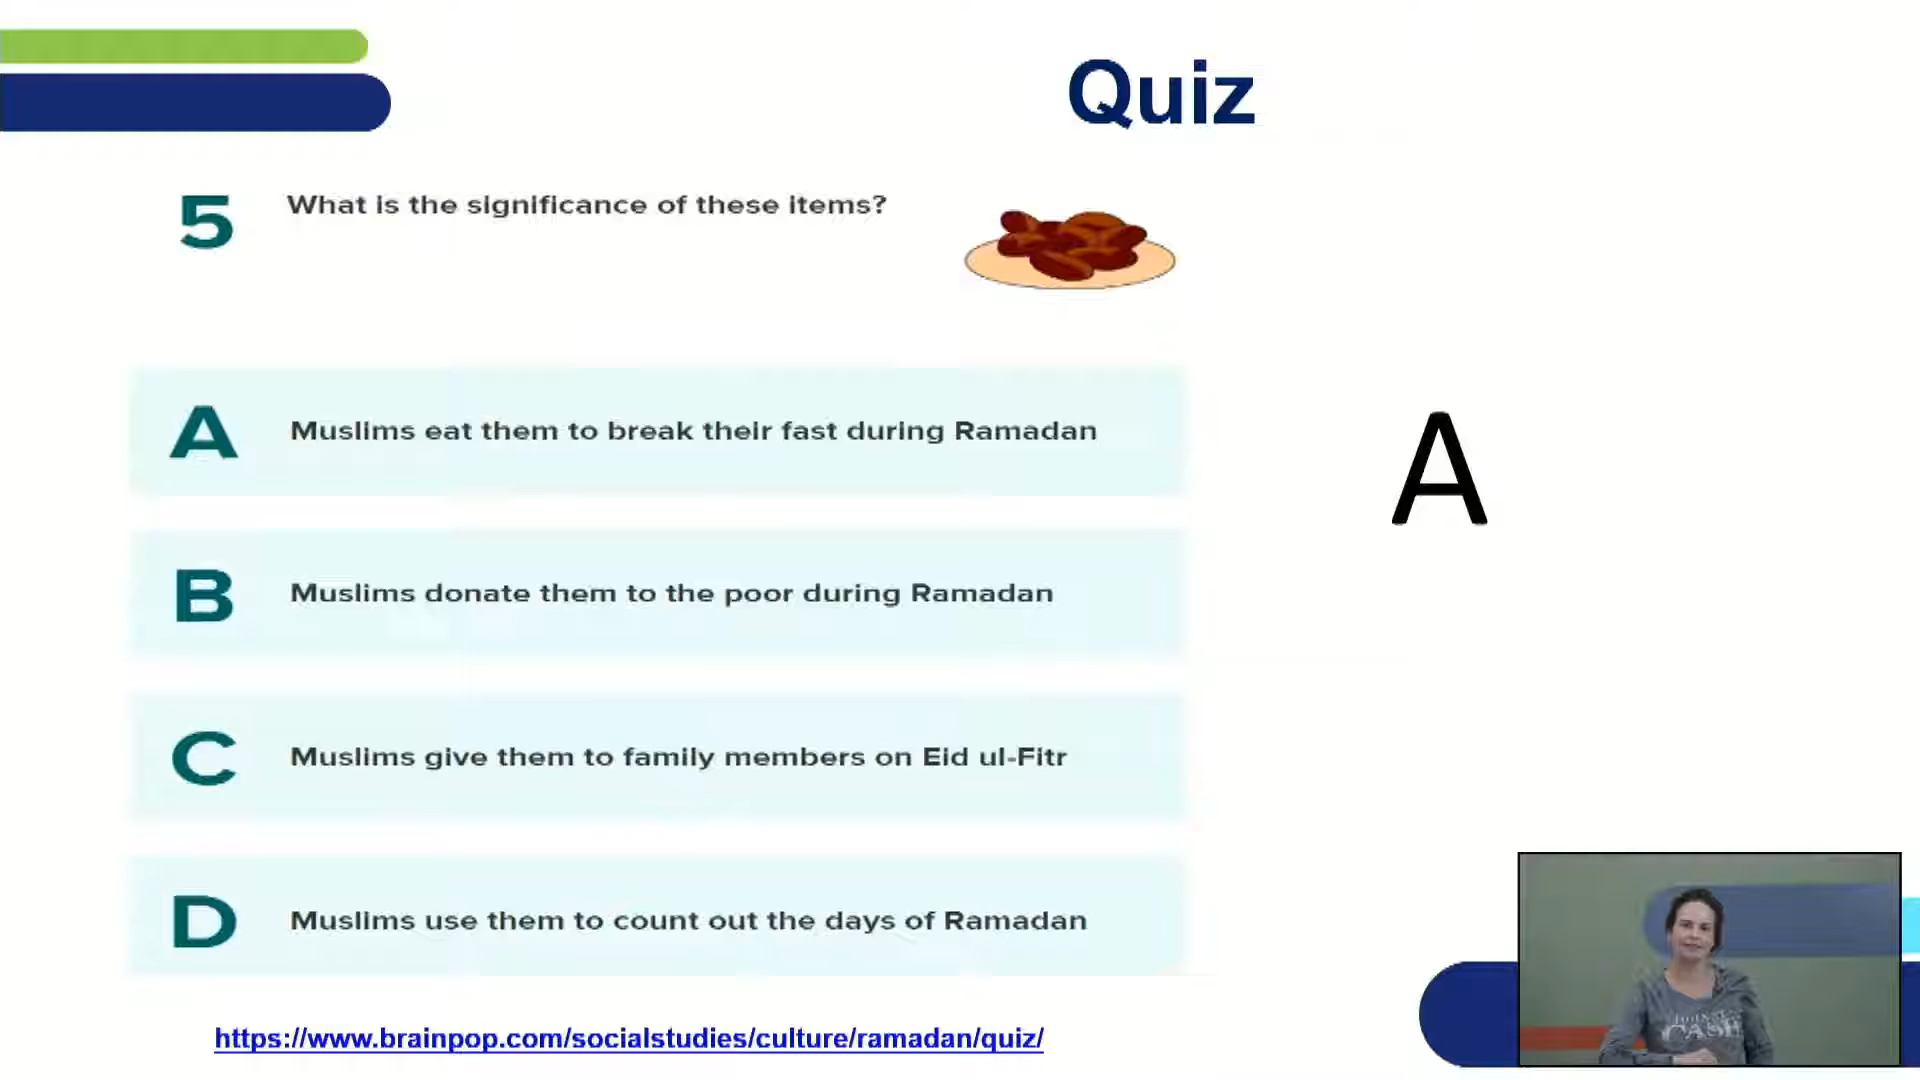 Quiz
5
What is the significance of these items?
A
Muslims eat them to break their fast during Ramadan
A
B
Muslims donate them to the poor during Ramadan
C
Muslims give them to family members on Eid ul-Fitr
D
Muslims use them to count out the days of Ramadan
https://www.brainpop.com/socialstudies/culture/ramadan/quiz/
CASH